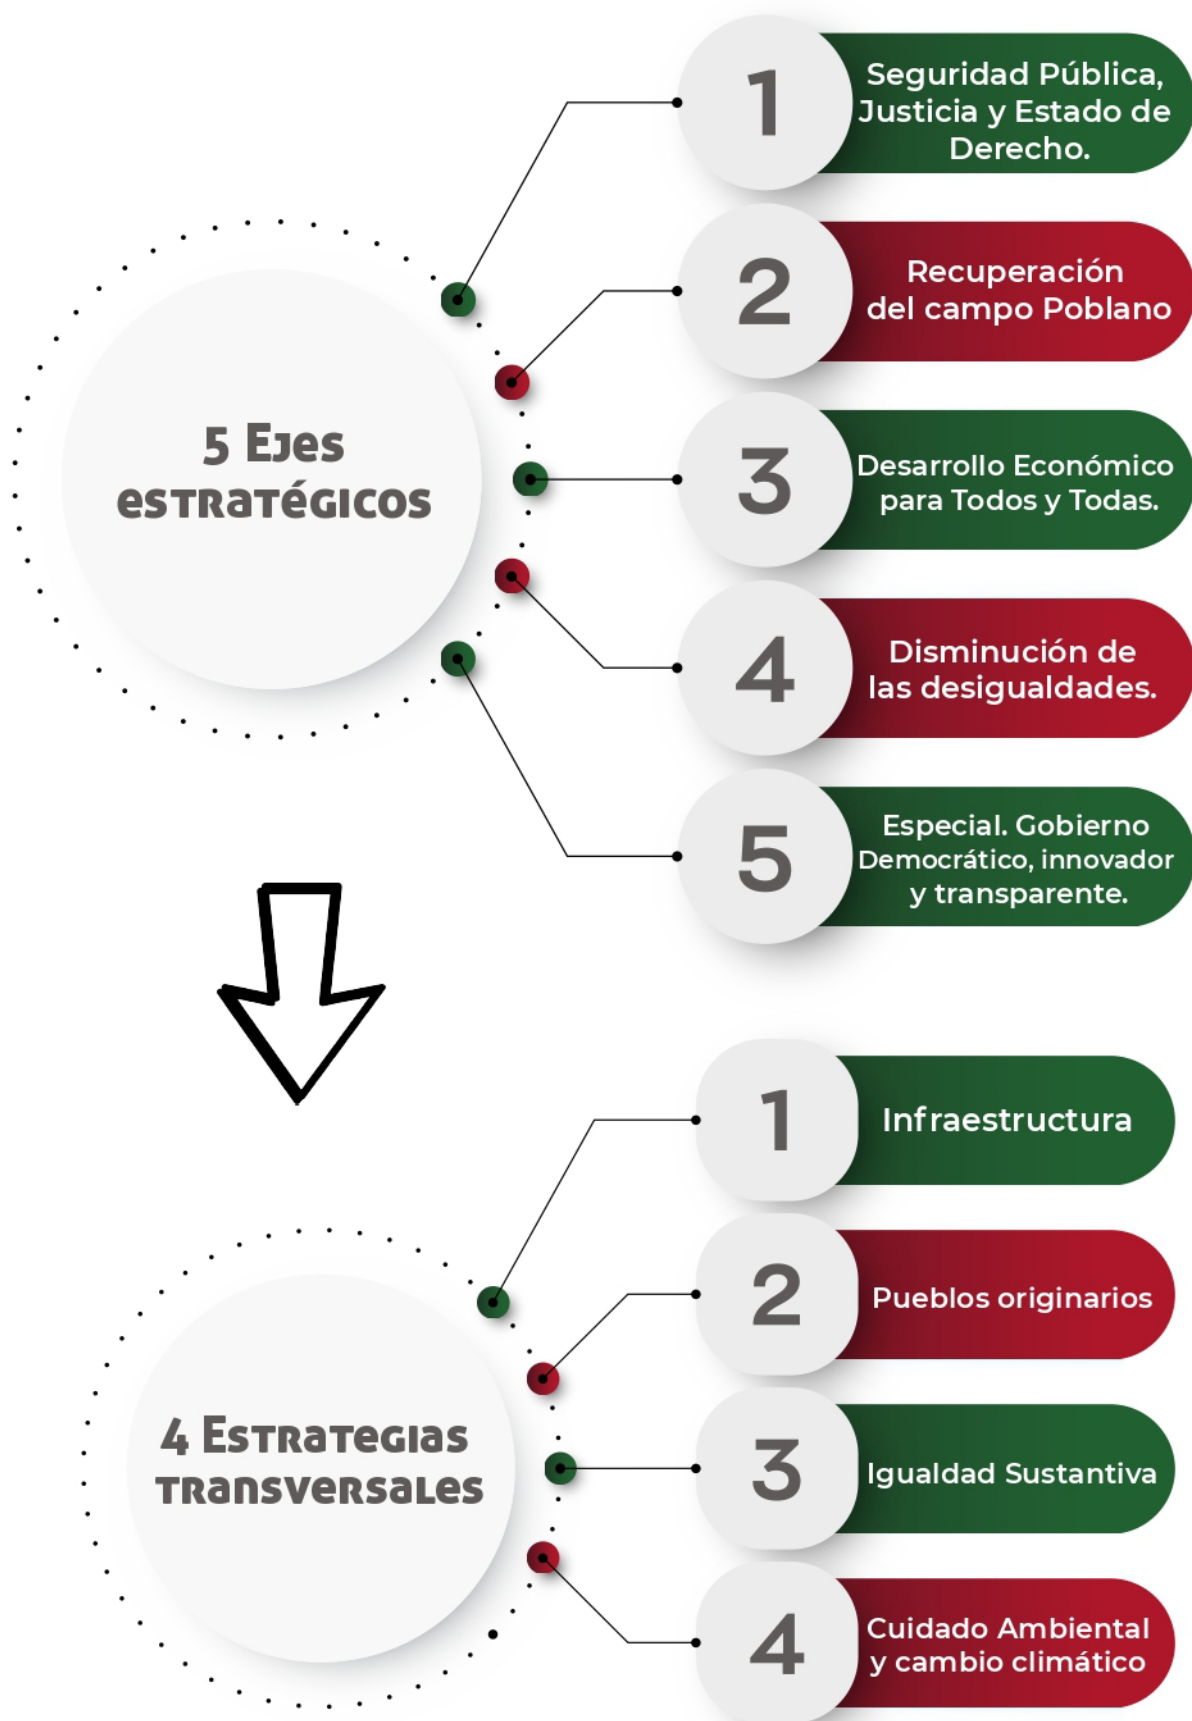 5 Ejes
estratégicos
1
Seguridad Pública,
Justicia y Estado de
Derecho.
2
Recuperación
del campo Poblano
3
Desarrollo Económico
para Todos y Todas.
4
Disminución de
las desigualdades.
5
Especial. Gobierno
Democrático, innovador
y transparente.
4 Estrategias
transversales
1
Infraestructura
2
Pueblos originarios
3
Igualdad Sustantiva
4
Cuidado Ambiental
y cambio climático